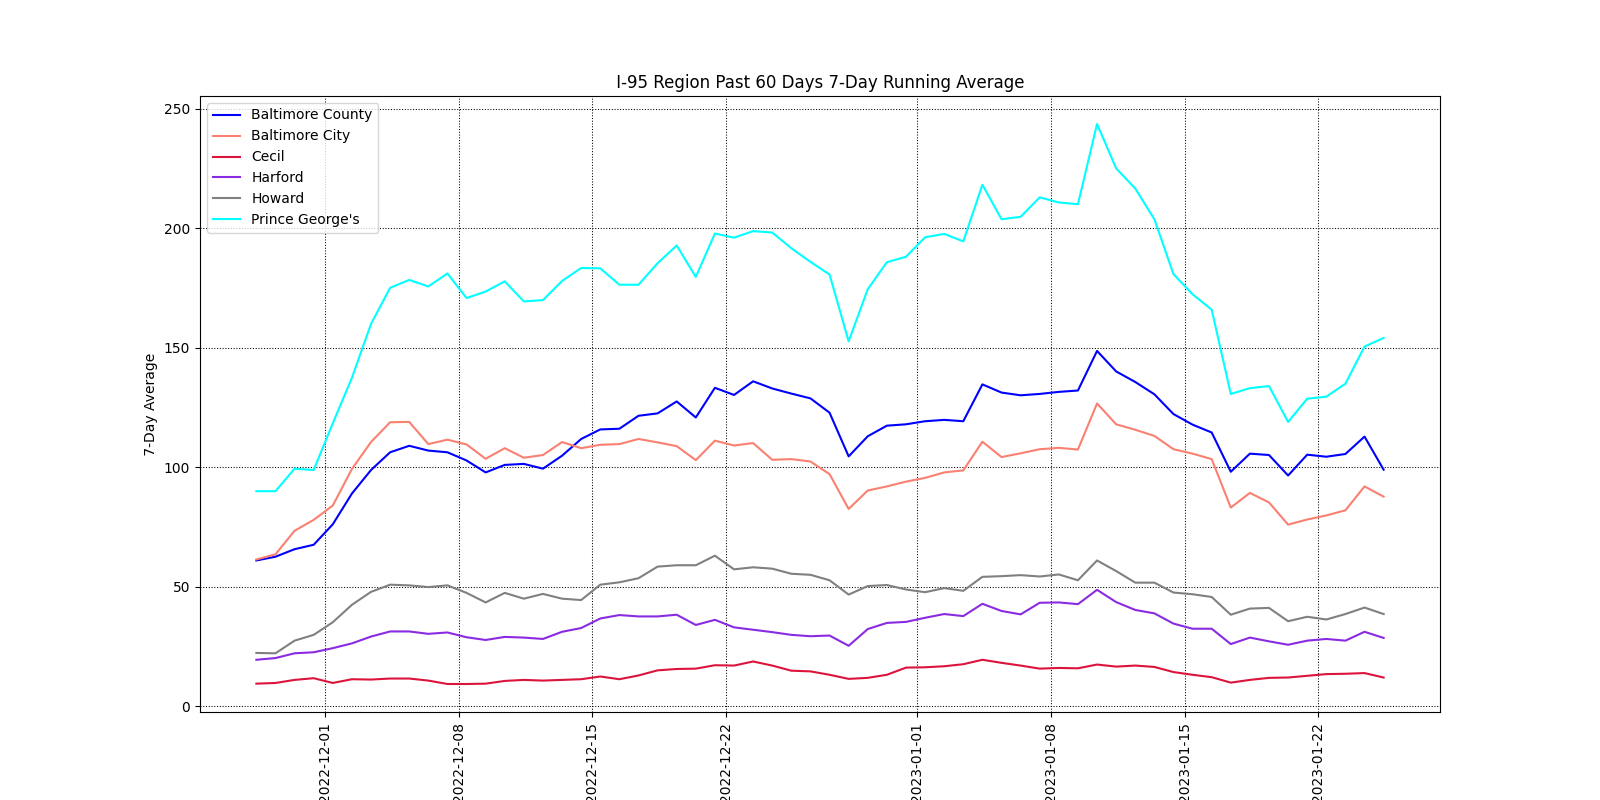 I-95 Region Past 60 Days 7-Day Running Average
250
200
150
100
50
0
7-Day Average
Baltimore County
Baltimore City
Cecil
Harford
Howard
Prince George's
2022-12-01
2022-12-08
2022-12-15
2022-12-22
2023-01-01
2023-01-08
2023-01-15
2023-01-22